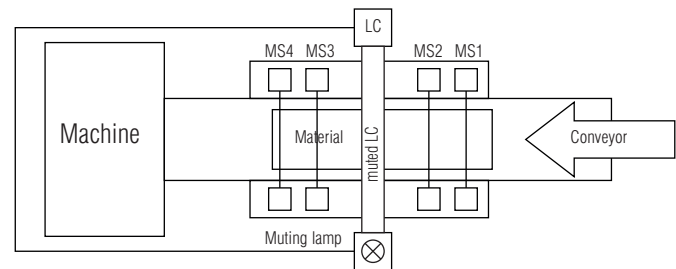 LC
MS4 MS3 MS2 MS1
Machine
Material
muted LC
Conveyor
Muting lamp